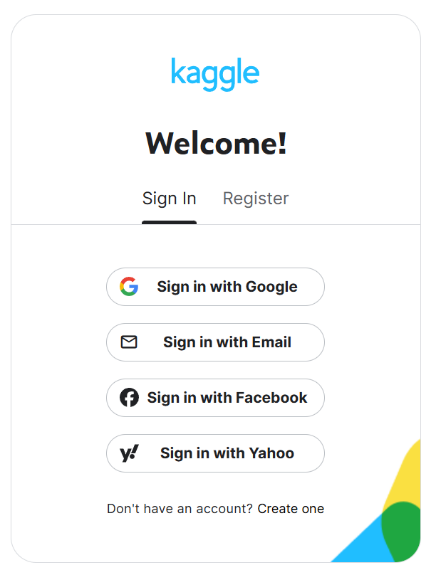 kaggle
Welcome!
Sign In Register
Sign in with Google
Sign in with Email
Sign in with Facebook
Sign in with Yahoo
Don't have an account? Create one